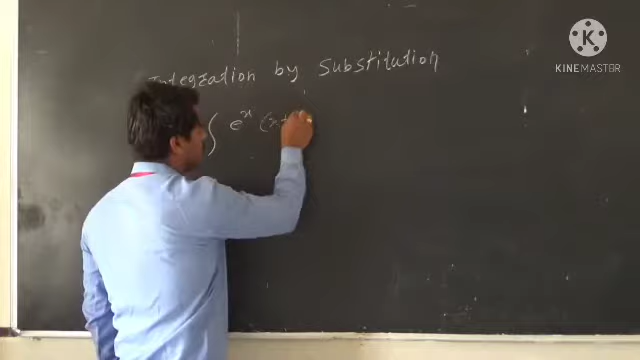 KINEMASTER
Integration by Substitution
∫ e^x (x+